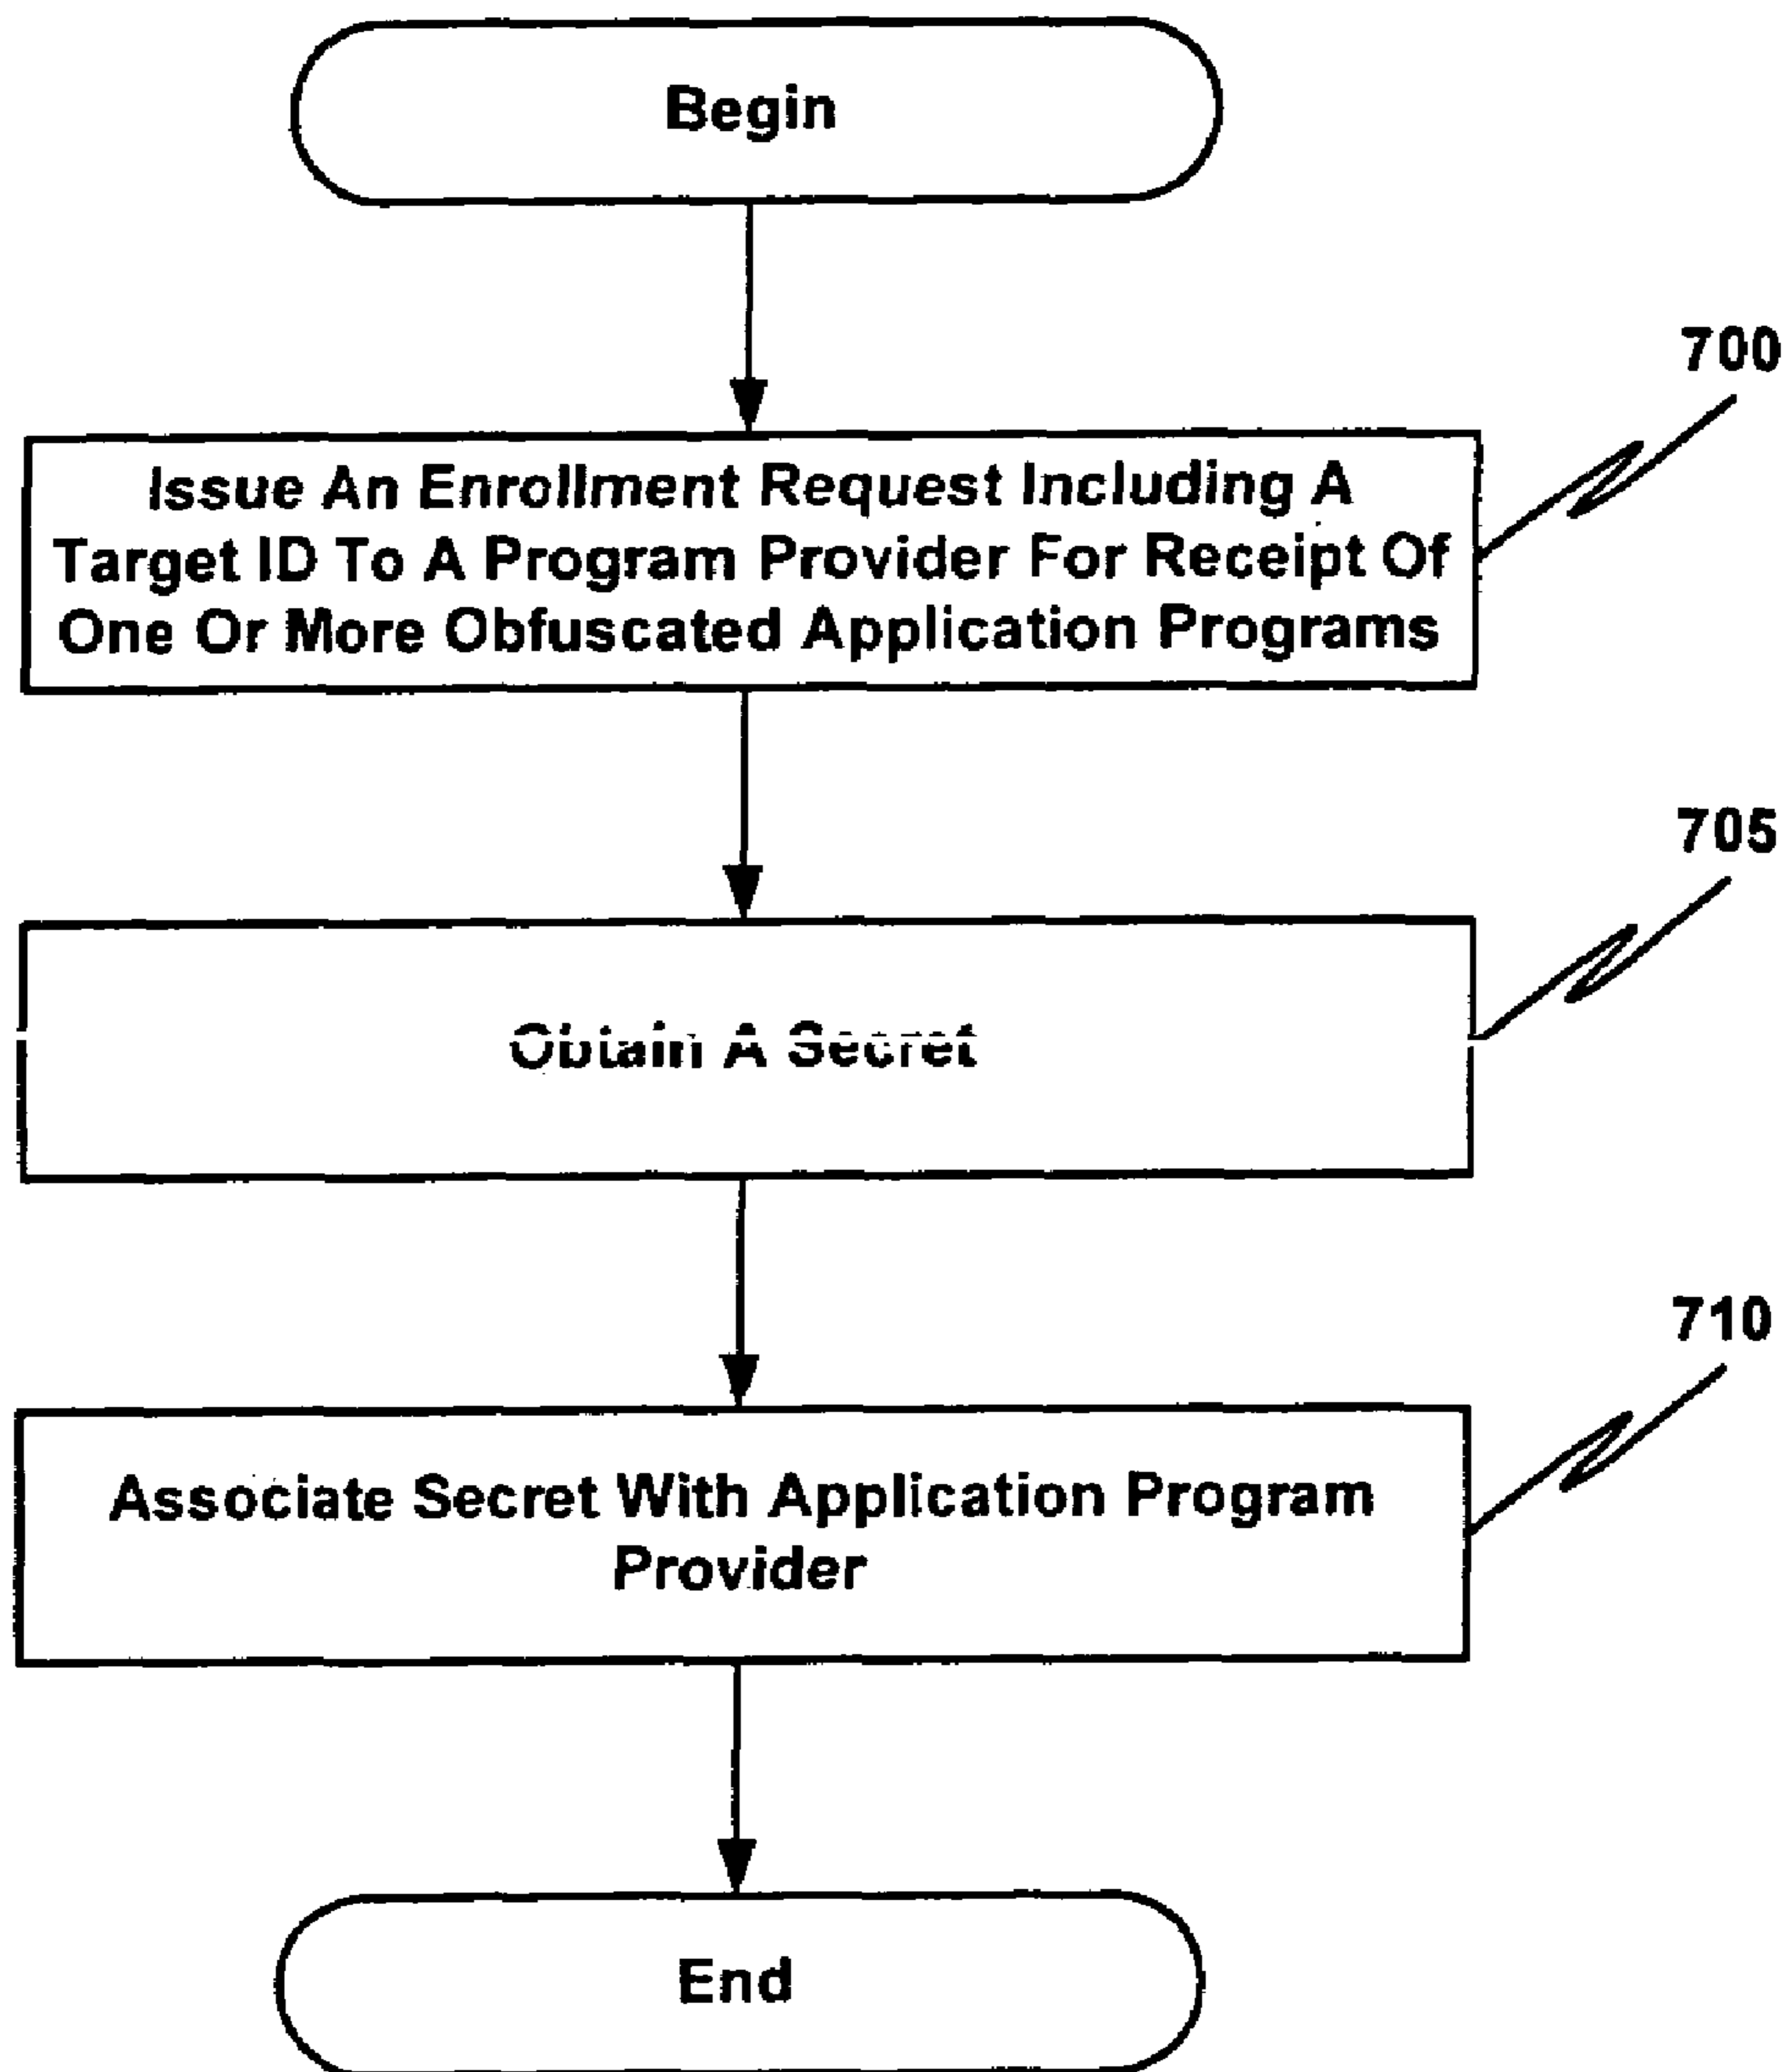 Begin
700
Issue An Enrollment Request Including A
Target ID To A Program Provider For Receipt Of
One Or More Obfuscated Application Programs
705
Obtain A Secret
710
Associate Secret With Application Program
Provider
End